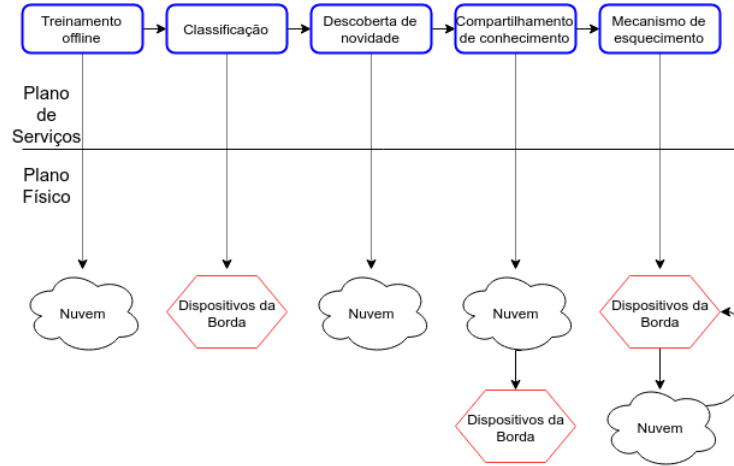 Treinamento
offline
Classificação
Descoberta de
novidade
Compartilhamento
de conhecimento
Mecanismo de
esquecimento
Plano
de
Serviços
Plano
Físico
Nuvem
Dispositivos da
Borda
Nuvem
Nuvem
Dispositivos da
Borda
Dispositivos da
Borda
Nuvem